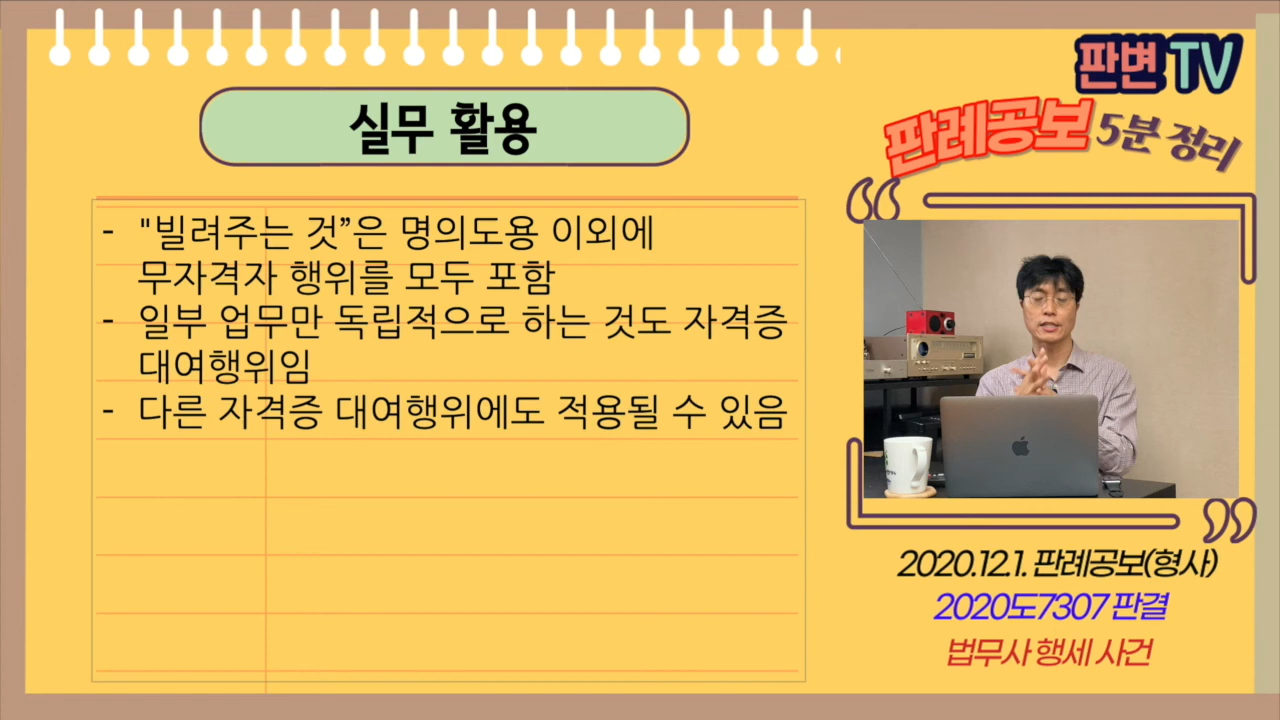 실무 활용
- "빌려주는 것”은 명의도용 이외에
무자격자 행위를 모두 포함
- 일부 업무만 독립적으로 하는 것도 자격증
대여행위임
- 다른 자격증 대여행위에도 적용될 수 있음
판변 TV
판례공보 5분 정리
2020.12.1. 판례공보(형사)
2020도7307 판결
법무사 행세 사건